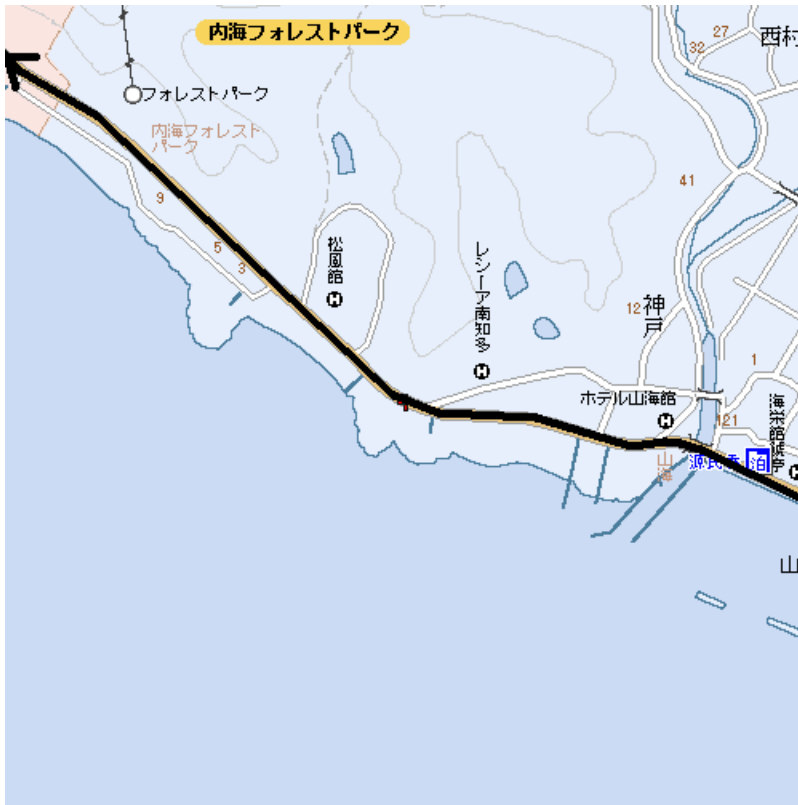 内海フォレストパーク
27
32
西村
フォレストパーク
内海フォレスト
パーク
41
9
5
3
松風館
H
レシーア南知多
H
12
神戸
1
ホテル山海館
H
121
海栄館
H
山海
源氏香
泊
山